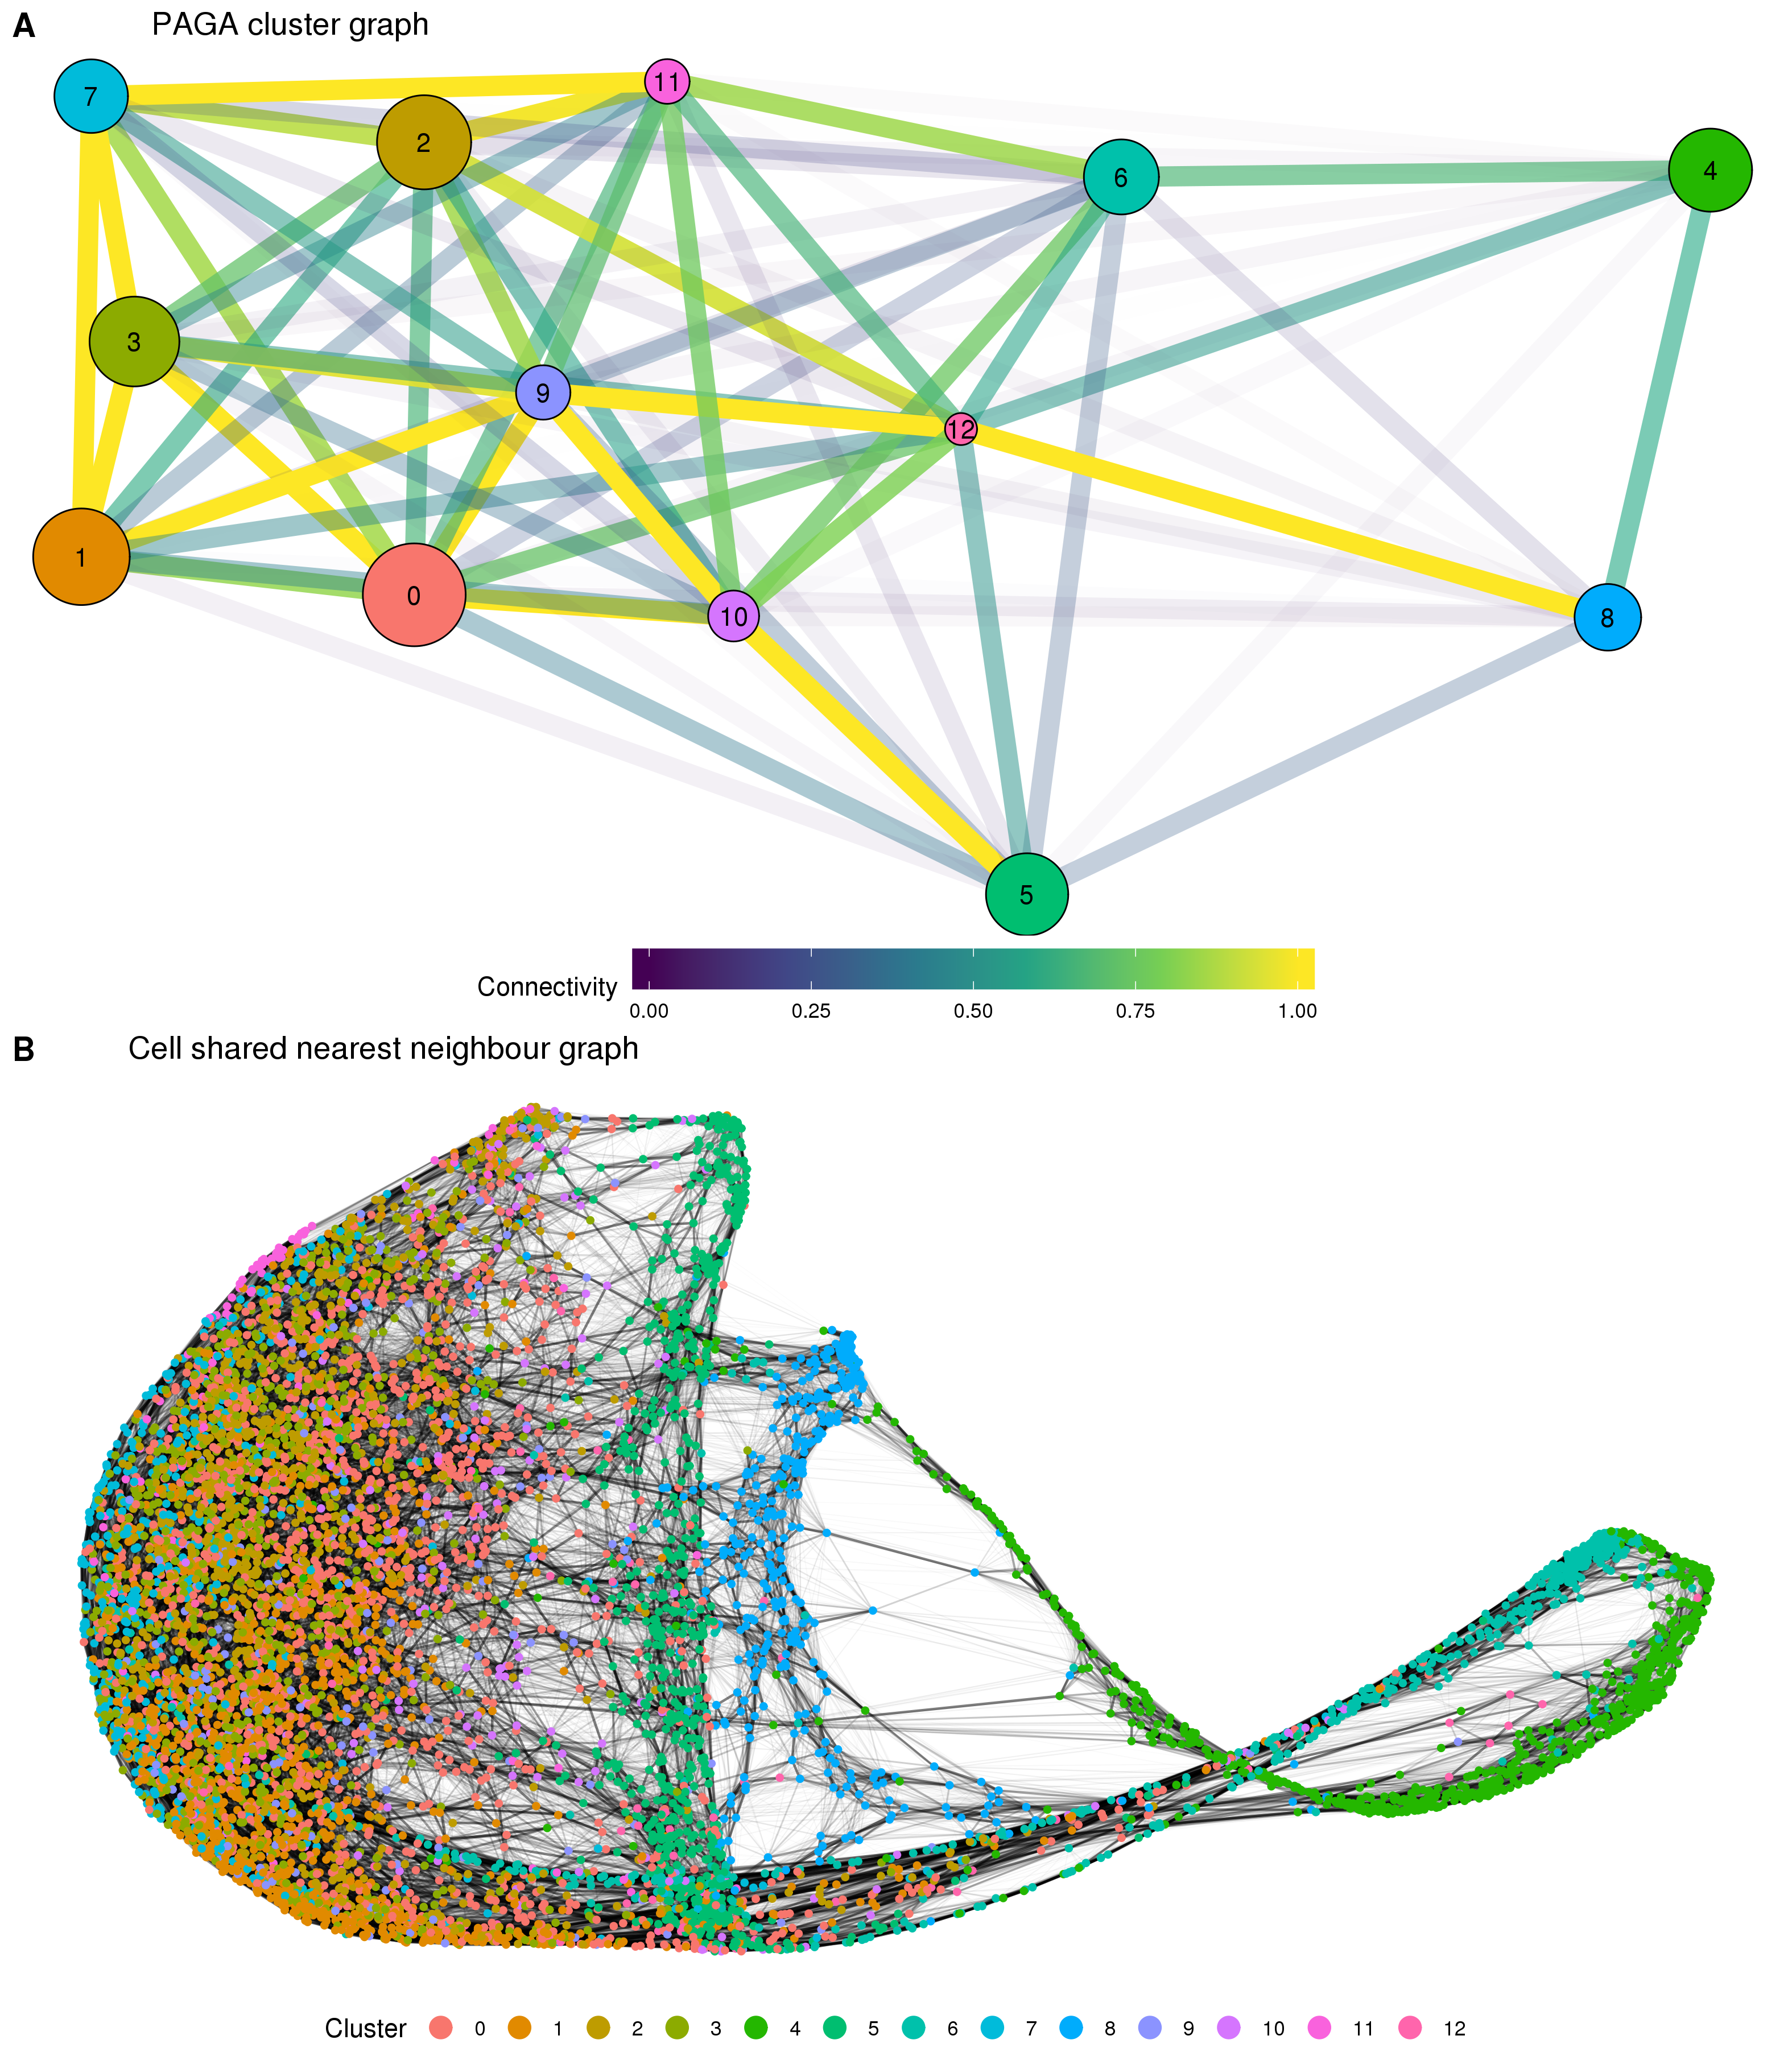 A PAGA cluster graph
7
11
2
6
4
3
9
12
1
0
10
8
5
Connectivity
0.00 0.25 0.50 0.75 1.00
B Cell shared nearest neighbour graph
Cluster 0 1 2 3 4 5 6 7 8 9 10 11 12